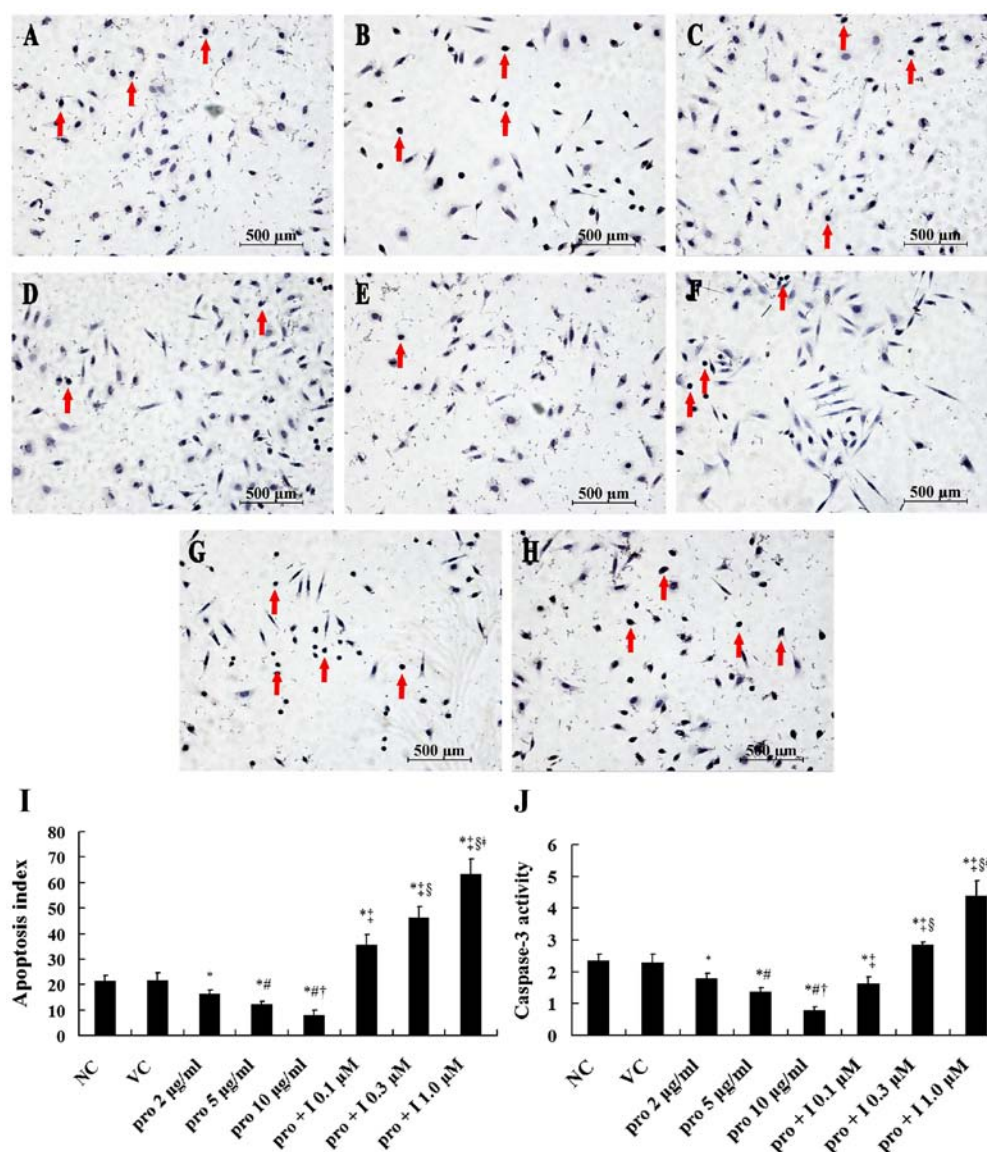 A
B
C
500 µm
500 µm
500 µm
D
E
F
500 µm
500 µm
500 µm
G
H
500 µm
500 µm
I
Apoptosis index
80
70
60
50
40
30
20
10
0
*
*#
*#†
*‡
*‡§
*‡§ǂ
NC
VC
pro 2 µg/ml
pro 5 µg/ml
pro 10 µg/ml
pro + I 0.1 µM
pro + I 0.3 µM
pro + I 1.0 µM
J
Caspase-3 activity
6
5
4
3
2
1
0
*
*#
*#†
*‡
*‡§
*‡§
NC
VC
pro 2 µg/ml
pro 5 µg/ml
pro 10 µg/ml
pro + I 0.1 µM
pro + I 0.3 µM
pro + I 1.0 µM